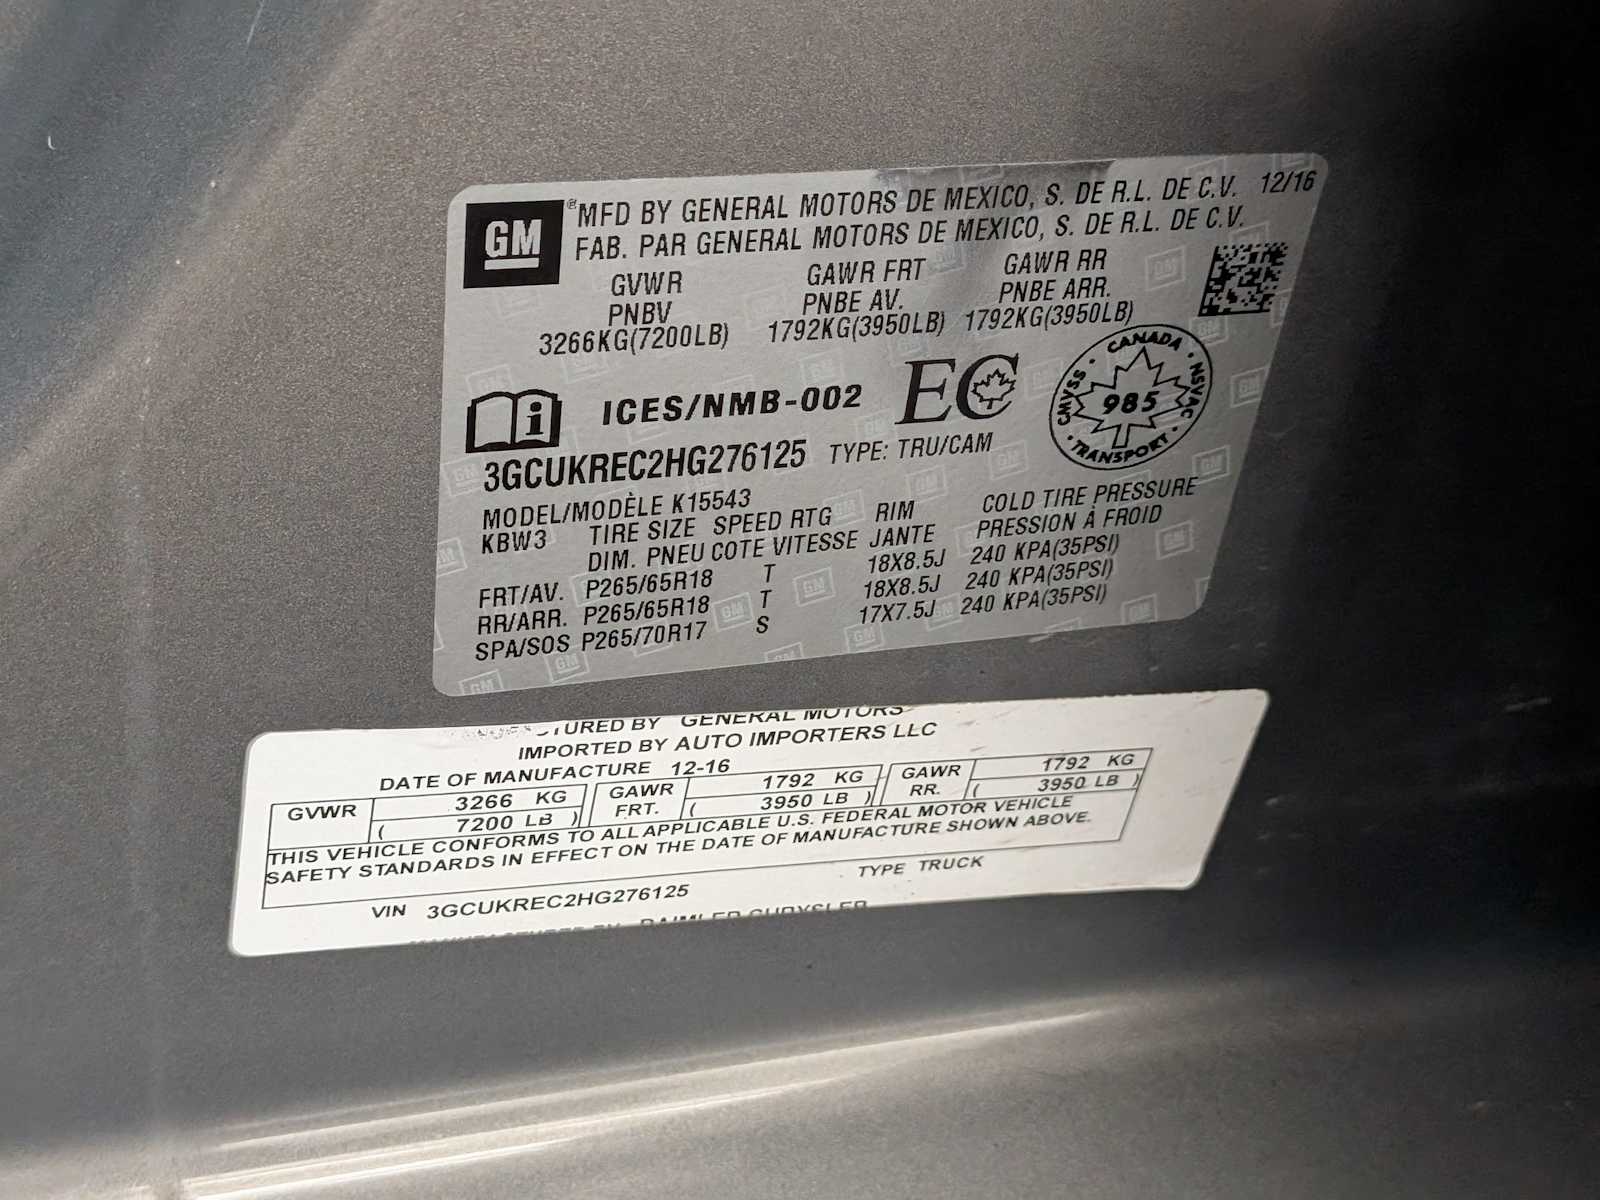 GM ® MFD BY GENERAL MOTORS DE MEXICO, S. DE R.L. DE C.V. 12/16
FAB. PAR GENERAL MOTORS DE MEXICO, S. DE R.L. DE C.V.
GVWR GAWR FRT GAWR RR
PNBV PNBE AV. PNBE ARR.
3266KG(7200LB) 1792KG(3950LB) 1792KG(3950LB)
i ICES/NMB-002 EC
CANADA · NSVAC · TRANSPORT · CMVSS ·
985
3GCUKREC2HG276125 TYPE: TRU/CAM
MODEL/MODÈLE K15543
KBW3 TIRE SIZE SPEED RTG RIM COLD TIRE PRESSURE
DIM. PNEU COTE VITESSE JANTE PRESSION À FROID
FRT/AV. P265/65R18 T 18X8.5J 240 KPA(35PSI)
RR/ARR. P265/65R18 T 18X8.5J 240 KPA(35PSI)
SPA/SOS P265/70R17 S 17X7.5J 240 KPA(35PSI)
BY GENERAL MOTORS
IMPORTED BY AUTO IMPORTERS LLC
DATE OF MANUFACTURE 12-16
GVWR 3266 KG GAWR 1792 KG GAWR 1792 KG
( 7200 LB ) FRT. ( 3950 LB ) RR. ( 3950 LB )
THIS VEHICLE CONFORMS TO ALL APPLICABLE U.S. FEDERAL MOTOR VEHICLE
SAFETY STANDARDS IN EFFECT ON THE DATE OF MANUFACTURE SHOWN ABOVE.
VIN 3GCUKREC2HG276125 TYPE TRUCK
DAIMLER CHRYSLER